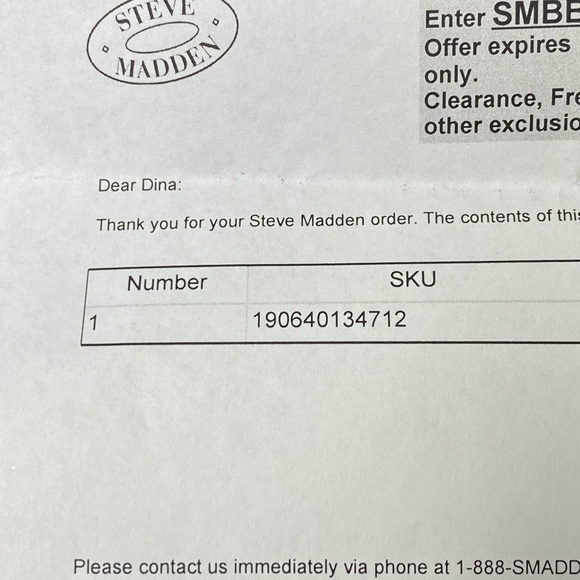 STEVE
MADDEN
Enter SMBE
Offer expires
only.
Clearance, Fre
other exclusio
Dear Dina:
Thank you for your Steve Madden order. The contents of this
Number SKU
1 190640134712
Please contact us immediately via phone at 1-888-SMADD